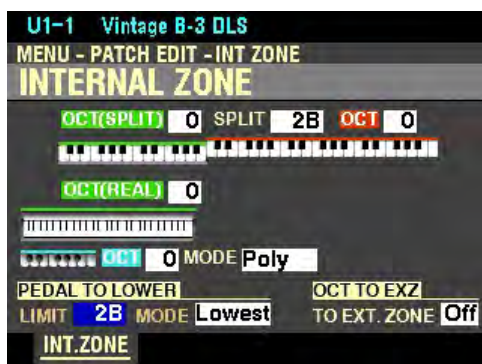 U1-1 Vintage B-3 DLS
MENU - PATCH EDIT - INT ZONE
INTERNAL ZONE
OCT(SPLIT) 0 SPLIT 2B OCT 0
OCT(REAL) 0
OCT 0 MODE Poly
PEDAL TO LOWER OCT TO EXZ
LIMIT 2B MODE Lowest TO EXT. ZONE Off
INT.ZONE